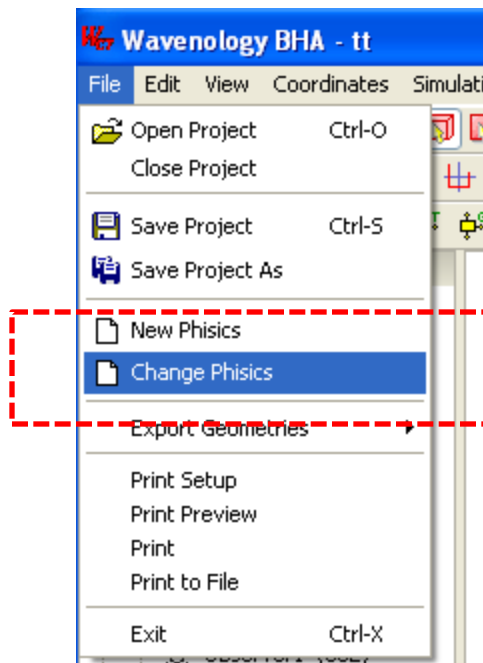 Wavenology BHA - tt
File Edit View Coordinates Simulati
Open Project Ctrl-O
Close Project
Save Project Ctrl-S
Save Project As
New Phisics
Change Phisics
Export Geometries
Print Setup
Print Preview
Print
Print to File
Exit Ctrl-X